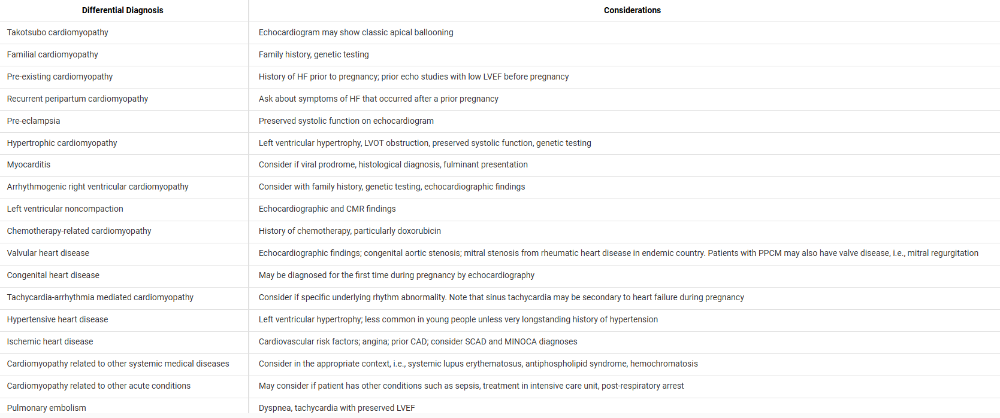 Differential Diagnosis Considerations
Takotsubo cardiomyopathy Echocardiogram may show classic apical ballooning
Familial cardiomyopathy Family history, genetic testing
Pre-existing cardiomyopathy History of HF prior to pregnancy; prior echo studies with low LVEF before pregnancy
Recurrent peripartum cardiomyopathy Ask about symptoms of HF that occurred after a prior pregnancy
Pre-eclampsia Preserved systolic function on echocardiogram
Hypertrophic cardiomyopathy Left ventricular hypertrophy, LVOT obstruction, preserved systolic function, genetic testing
Myocarditis Consider if viral prodrome, histological diagnosis, fulminant presentation
Arrhythmogenic right ventricular cardiomyopathy Consider with family history, genetic testing, echocardiographic findings
Left ventricular noncompaction Echocardiographic and CMR findings
Chemotherapy-related cardiomyopathy History of chemotherapy, particularly doxorubicin
Valvular heart disease Echocardiographic findings; congenital aortic stenosis; mitral stenosis from rheumatic heart disease in endemic country. Patients with PPCM may also have valve disease, i.e., mitral regurgitation
Congenital heart disease May be diagnosed for the first time during pregnancy by echocardiography
Tachycardia-arrhythmia mediated cardiomyopathy Consider if specific underlying rhythm abnormality. Note that sinus tachycardia may be secondary to heart failure during pregnancy
Hypertensive heart disease Left ventricular hypertrophy; less common in young people unless very longstanding history of hypertension
Ischemic heart disease Cardiovascular risk factors; angina; prior CAD; consider SCAD and MINOCA diagnoses
Cardiomyopathy related to other systemic medical diseases Consider in the appropriate context, i.e., systemic lupus erythematosus, antiphospholipid syndrome, hemochromatosis
Cardiomyopathy related to other acute conditions May consider if patient has other conditions such as sepsis, treatment in intensive care unit, post-respiratory arrest
Pulmonary embolism Dyspnea, tachycardia with preserved LVEF